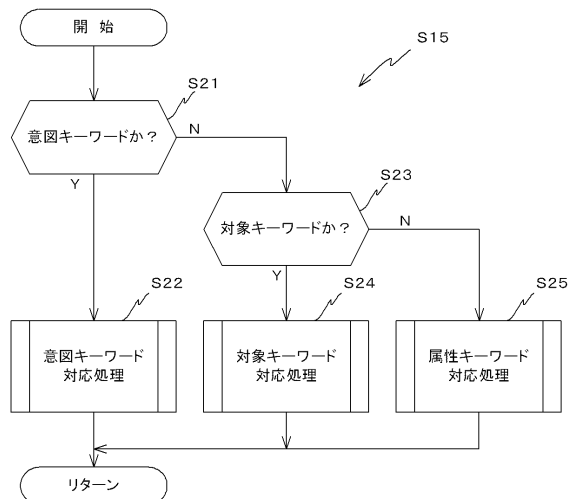 開 始
S15
S21
意図キーワードか？
N
Y
S23
対象キーワードか？
N
Y
S22
意図キーワード
対応処理
S24
対象キーワード
対応処理
S25
属性キーワード
対応処理
リターン